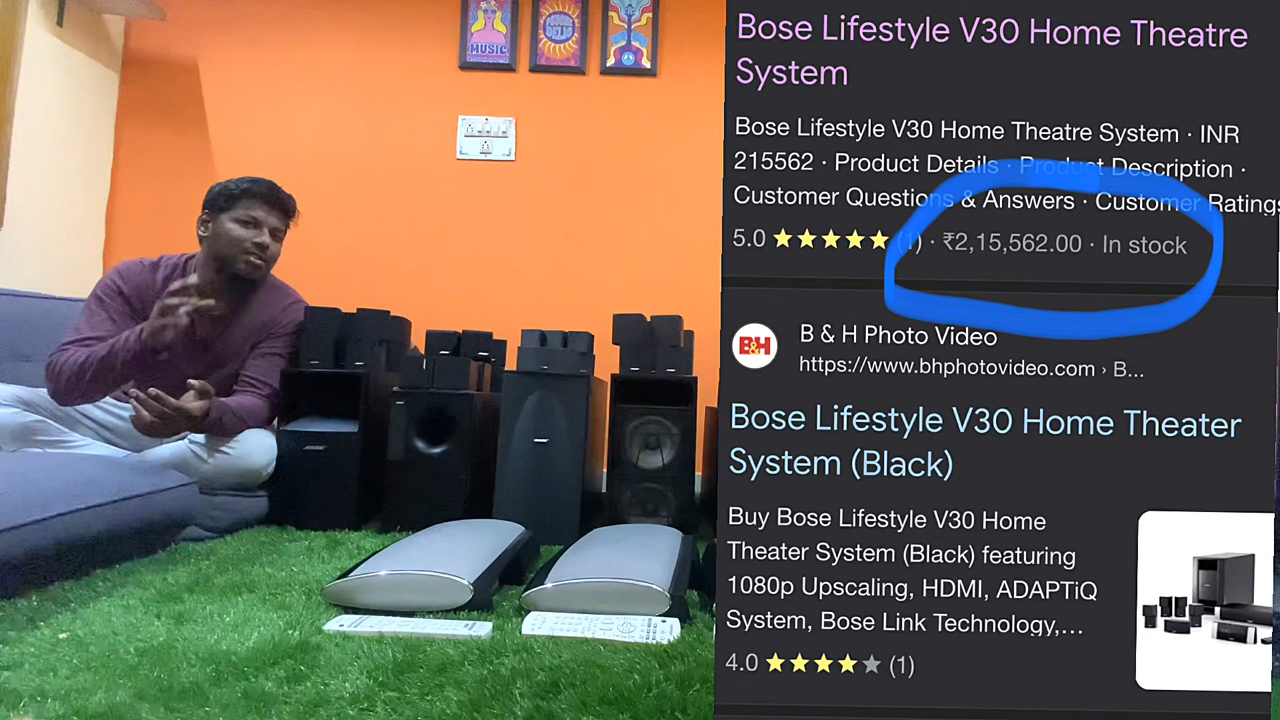 MUSIC
PSYCHE
DELIC
BOSE
Bose Lifestyle V30 Home Theatre
System
Bose Lifestyle V30 Home Theatre System · INR
215562 · Product Details · Product Description ·
Customer Questions & Answers · Customer Ratings
5.0 ★★★★★ (1) · ₹2,15,562.00 · In stock
B&H
B & H Photo Video
https://www.bhphotovideo.com › B...
Bose Lifestyle V30 Home Theater
System (Black)
Buy Bose Lifestyle V30 Home
Theater System (Black) featuring
1080p Upscaling, HDMI, ADAPTiQ
System, Bose Link Technology,...
4.0 ★★★★★ (1)